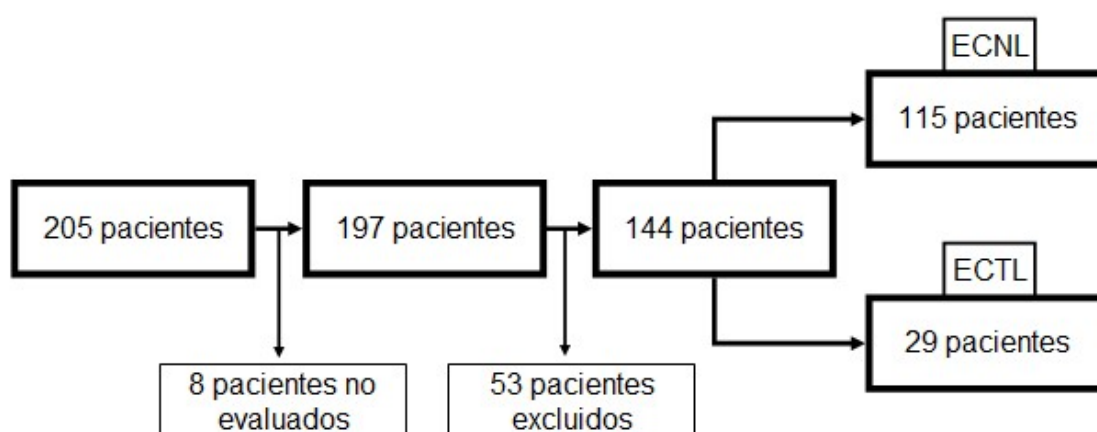 ECNL
115 pacientes
205 pacientes
197 pacientes
144 pacientes
ECTL
29 pacientes
8 pacientes no
evaluados
53 pacientes
excluidos